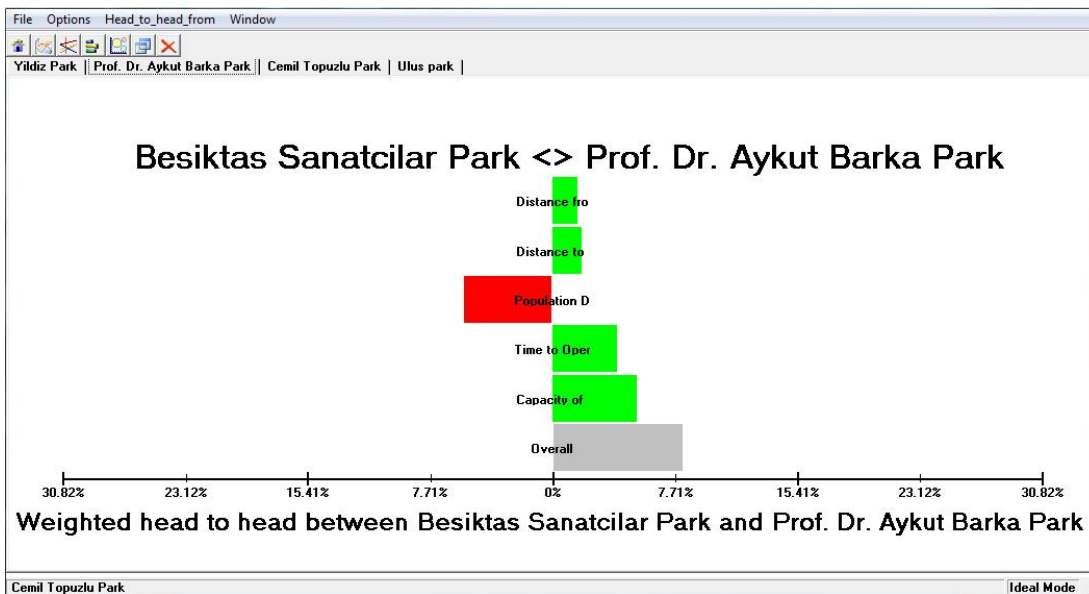 File Options Head_to_head_from Window
Yildiz Park | Prof. Dr. Aykut Barka Park | Cemil Topuzlu Park | Ulus park |
Besiktas Sanatcilar Park <> Prof. Dr. Aykut Barka Park
Distance fro
Distance to
Population D
Time to Oper
Capacity of
Overall
30.82% 23.12% 15.41% 7.71% 0% 7.71% 15.41% 23.12% 30.82%
Weighted head to head between Besiktas Sanatcilar Park and Prof. Dr. Aykut Barka Park
Cemil Topuzlu Park Ideal Mode